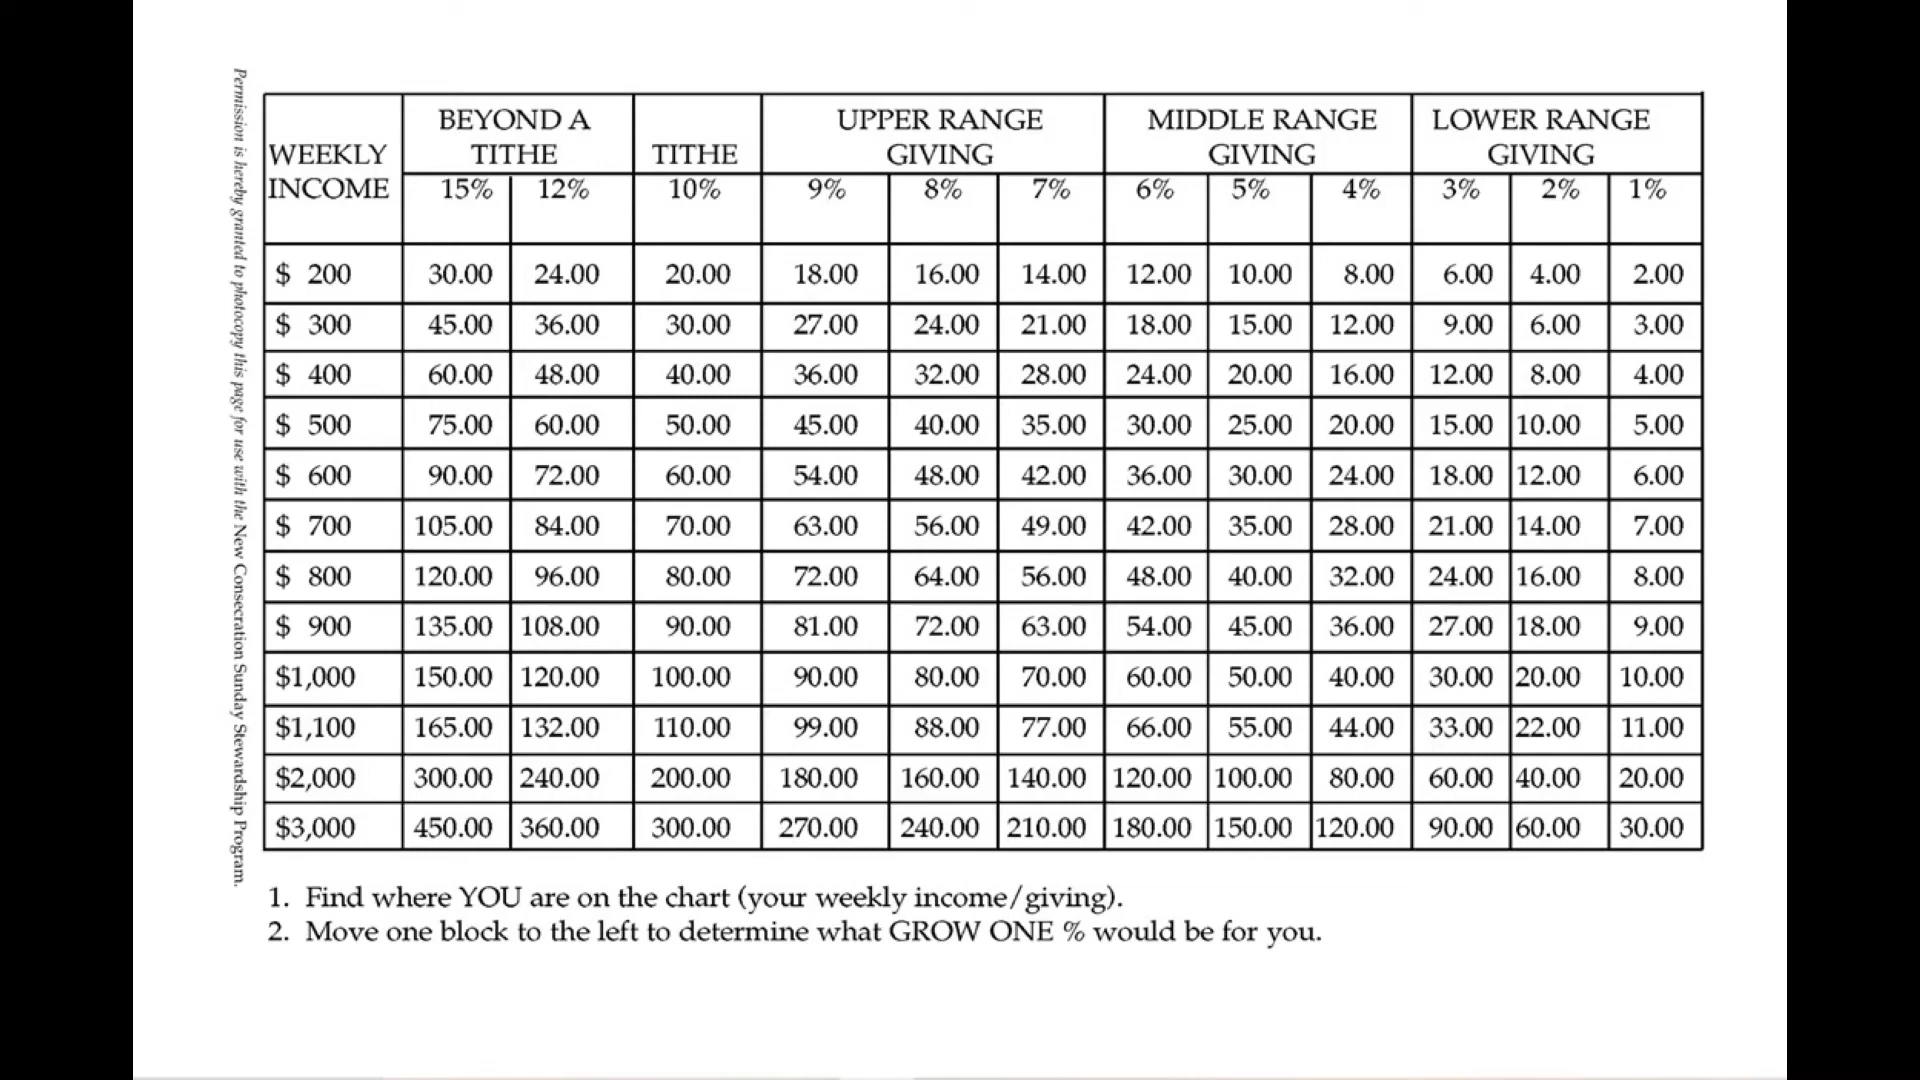 Permission is hereby granted to photocopy this page for use with the New Consecration Sunday Stewardship Program.
WEEKLY INCOME BEYOND A TITHE TITHE UPPER RANGE GIVING MIDDLE RANGE GIVING LOWER RANGE GIVING
15% 12% 10% 9% 8% 7% 6% 5% 4% 3% 2% 1%
$ 200 30.00 24.00 20.00 18.00 16.00 14.00 12.00 10.00 8.00 6.00 4.00 2.00
$ 300 45.00 36.00 30.00 27.00 24.00 21.00 18.00 15.00 12.00 9.00 6.00 3.00
$ 400 60.00 48.00 40.00 36.00 32.00 28.00 24.00 20.00 16.00 12.00 8.00 4.00
$ 500 75.00 60.00 50.00 45.00 40.00 35.00 30.00 25.00 20.00 15.00 10.00 5.00
$ 600 90.00 72.00 60.00 54.00 48.00 42.00 36.00 30.00 24.00 18.00 12.00 6.00
$ 700 105.00 84.00 70.00 63.00 56.00 49.00 42.00 35.00 28.00 21.00 14.00 7.00
$ 800 120.00 96.00 80.00 72.00 64.00 56.00 48.00 40.00 32.00 24.00 16.00 8.00
$ 900 135.00 108.00 90.00 81.00 72.00 63.00 54.00 45.00 36.00 27.00 18.00 9.00
$1,000 150.00 120.00 100.00 90.00 80.00 70.00 60.00 50.00 40.00 30.00 20.00 10.00
$1,100 165.00 132.00 110.00 99.00 88.00 77.00 66.00 55.00 44.00 33.00 22.00 11.00
$2,000 300.00 240.00 200.00 180.00 160.00 140.00 120.00 100.00 80.00 60.00 40.00 20.00
$3,000 450.00 360.00 300.00 270.00 240.00 210.00 180.00 150.00 120.00 90.00 60.00 30.00
1. Find where YOU are on the chart (your weekly income/giving).
2. Move one block to the left to determine what GROW ONE % would be for you.